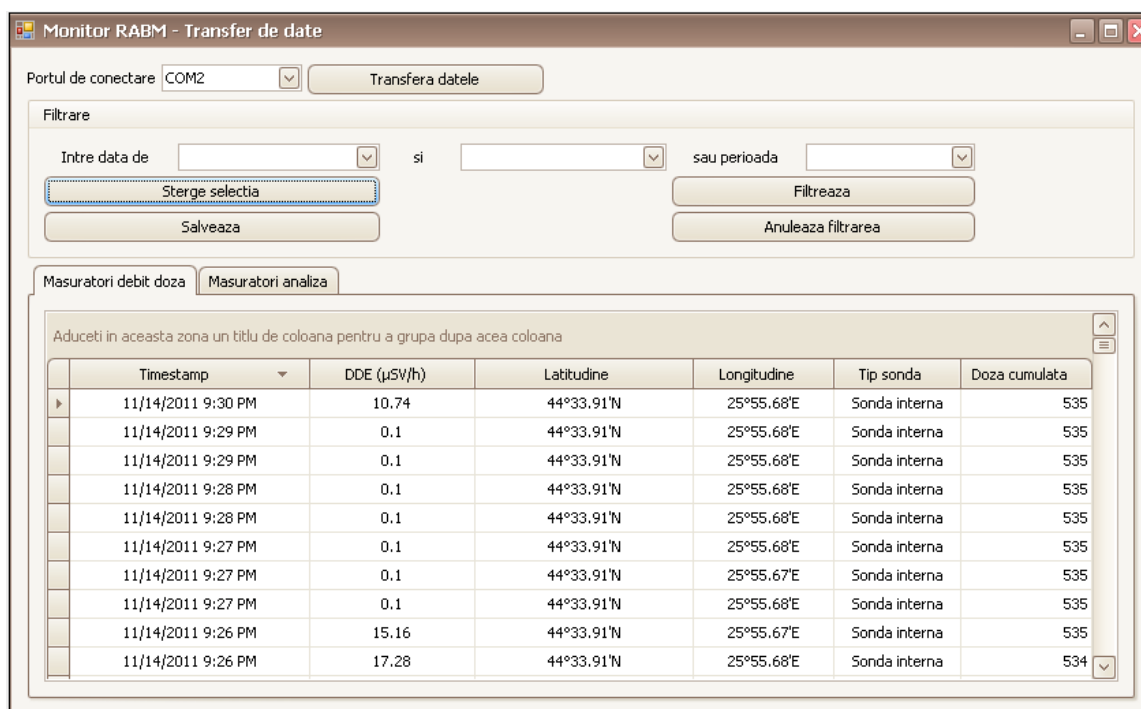 Monitor RABM - Transfer de date
Portul de conectare COM2 Transfera datele
Filtrare
Intre data de si sau perioada
Sterge selectia Filtreaza
Salveaza Anuleaza filtrarea
Masuratori debit doza Masuratori analiza
Aduceti in aceasta zona un titlu de coloana pentru a grupa dupa acea coloana
Timestamp DDE (µSV/h) Latitudine Longitudine Tip sonda Doza cumulata
11/14/2011 9:30 PM 10.74 44°33.91'N 25°55.68'E Sonda interna 535
11/14/2011 9:29 PM 0.1 44°33.91'N 25°55.68'E Sonda interna 535
11/14/2011 9:29 PM 0.1 44°33.91'N 25°55.68'E Sonda interna 535
11/14/2011 9:28 PM 0.1 44°33.91'N 25°55.68'E Sonda interna 535
11/14/2011 9:28 PM 0.1 44°33.91'N 25°55.68'E Sonda interna 535
11/14/2011 9:27 PM 0.1 44°33.91'N 25°55.68'E Sonda interna 535
11/14/2011 9:27 PM 0.1 44°33.91'N 25°55.67'E Sonda interna 535
11/14/2011 9:27 PM 0.1 44°33.91'N 25°55.68'E Sonda interna 535
11/14/2011 9:26 PM 15.16 44°33.91'N 25°55.67'E Sonda interna 535
11/14/2011 9:26 PM 17.28 44°33.91'N 25°55.68'E Sonda interna 534